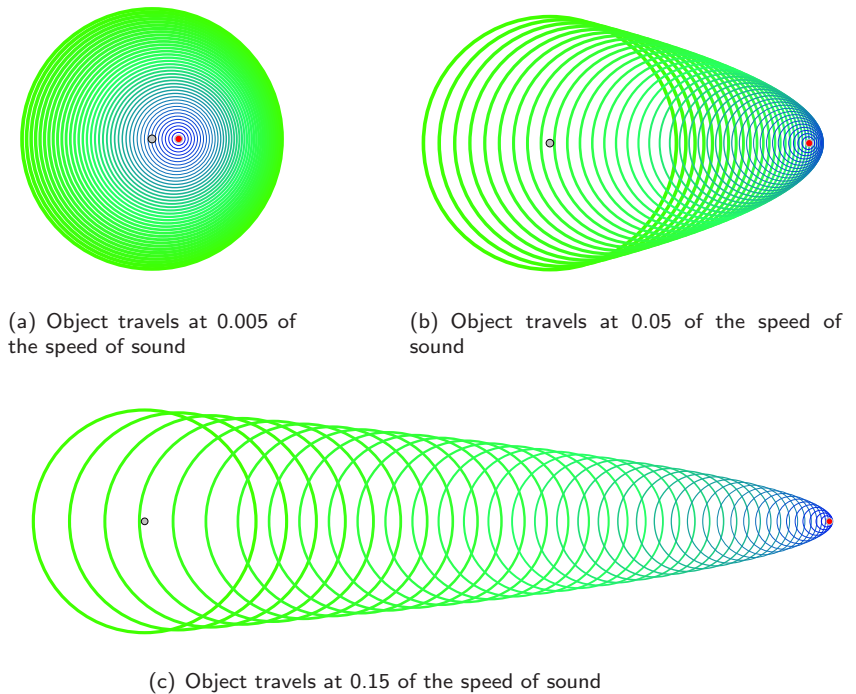 (a) Object travels at 0.005 of
the speed of sound
(b) Object travels at 0.05 of the speed of
sound
(c) Object travels at 0.15 of the speed of sound